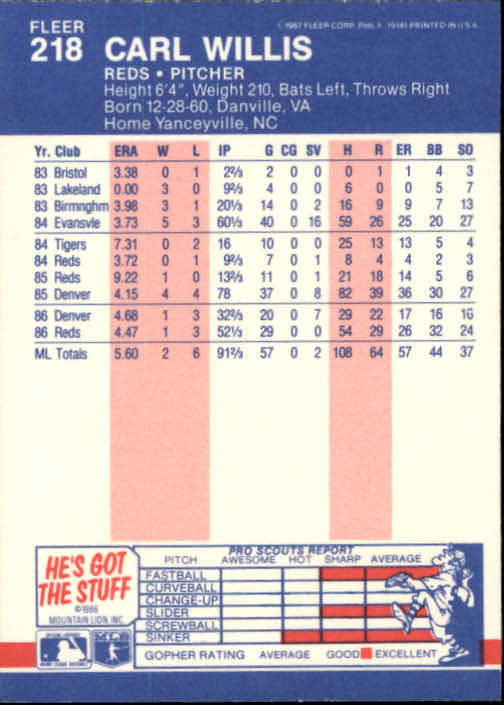 FLEER
218 CARL WILLIS
© 1987 FLEER CORP. PHILA. 19141 PRINTED IN U.S.A.
REDS • PITCHER
Height 6'4", Weight 210, Bats Left, Throws Right
Born 12-28-60, Danville, VA
Home Yanceyville, NC
Yr. Club ERA W L IP G CG SV H R ER BB SO
83 Bristol 3.38 0 1 2⅔ 2 0 0 0 1 1 4 3
83 Lakeland 0.00 3 0 9⅔ 4 0 0 6 0 0 5 7
83 Birmnghm 3.98 3 1 20⅓ 14 0 2 16 9 9 7 13
84 Evansvle 3.73 5 3 60⅓ 40 0 16 59 26 25 20 27
84 Tigers 7.31 0 2 16 10 0 0 25 13 13 5 4
84 Reds 3.72 0 1 9⅔ 7 0 1 8 4 4 2 3
85 Reds 9.22 1 0 13⅔ 11 0 1 21 18 14 5 6
85 Denver 4.15 4 4 78 37 0 8 82 39 36 30 27
86 Denver 4.68 1 3 32⅔ 20 0 7 29 22 17 16 16
86 Reds 4.47 1 3 52⅓ 29 0 0 54 29 26 32 24
ML Totals 5.60 2 6 91⅔ 57 0 2 108 64 57 44 37
HE'S GOT
THE STUFF
© 1986
MOUNTAIN LION, INC.
PRO SCOUTS REPORT
PITCH AWESOME HOT SHARP AVERAGE
FASTBALL
CURVEBALL
CHANGE-UP
SLIDER
SCREWBALL
SINKER
GOPHER RATING AVERAGE GOOD EXCELLENT